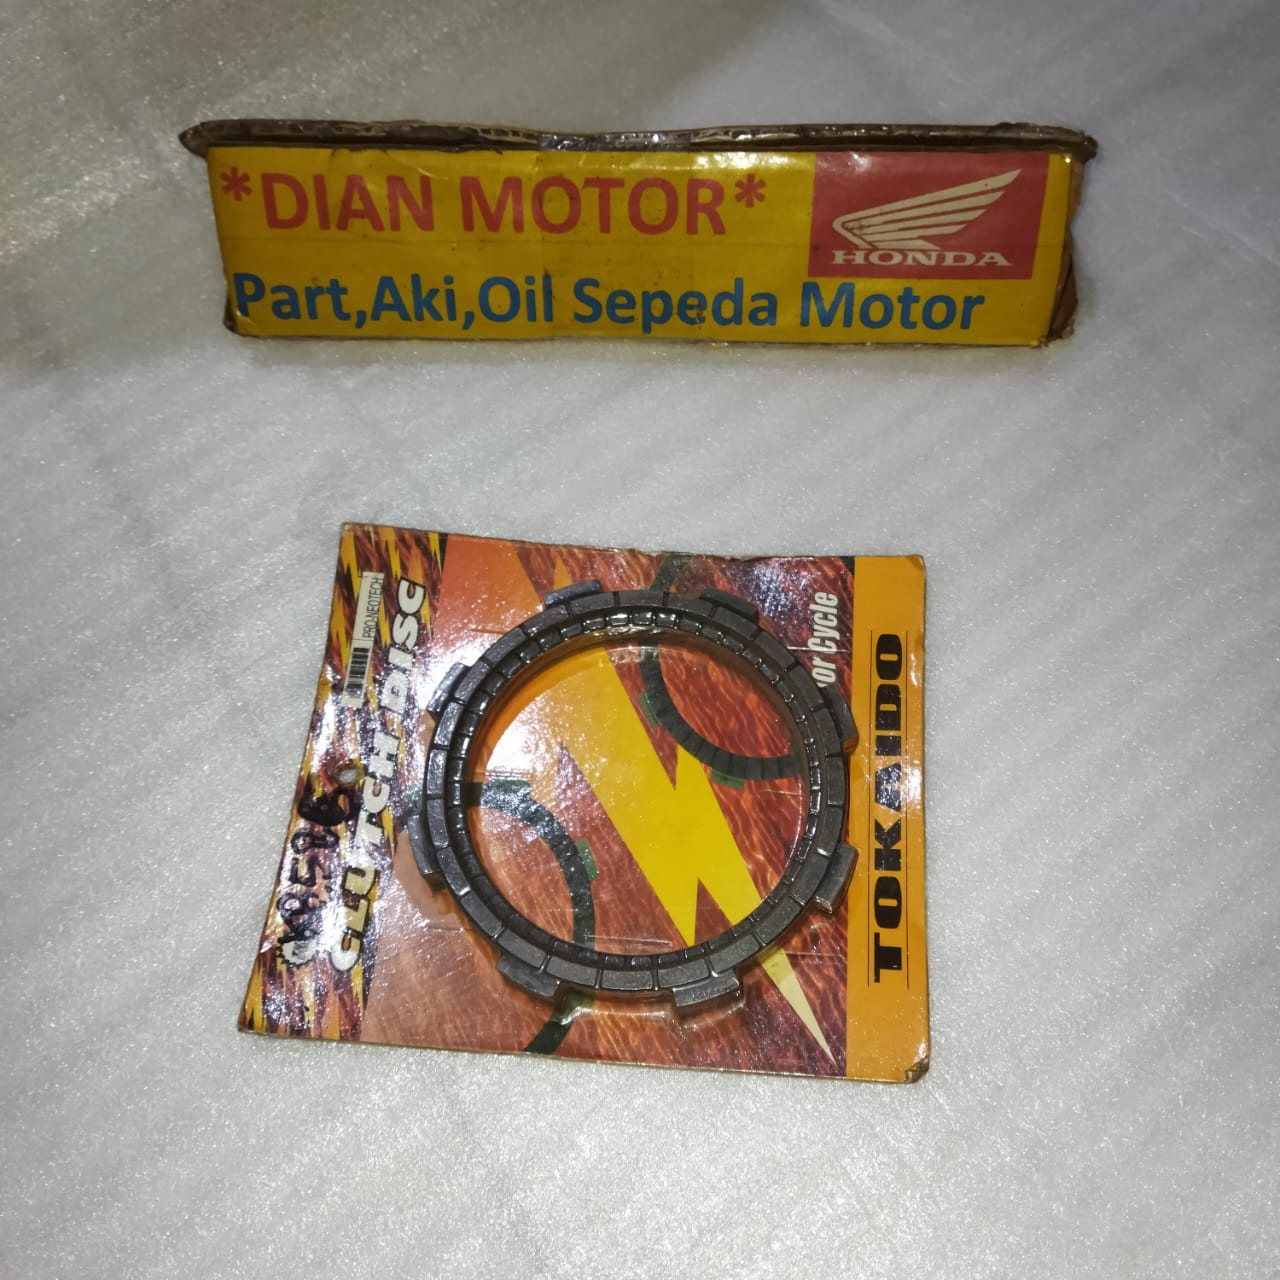 *DIAN MOTOR*
HONDA
Part,Aki,Oil Sepeda Motor
PRO-NEOTECH
CLUTCH DISC
or Cycle
TOKAIDO